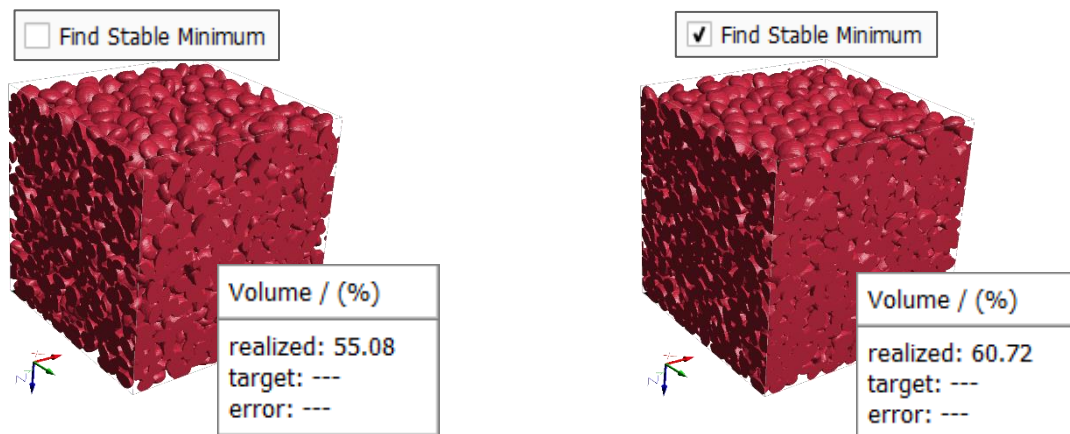 Find Stable Minimum
Volume / (%)
realized: 55.08
target: ---
error: ---
Find Stable Minimum
Volume / (%)
realized: 60.72
target: ---
error: ---